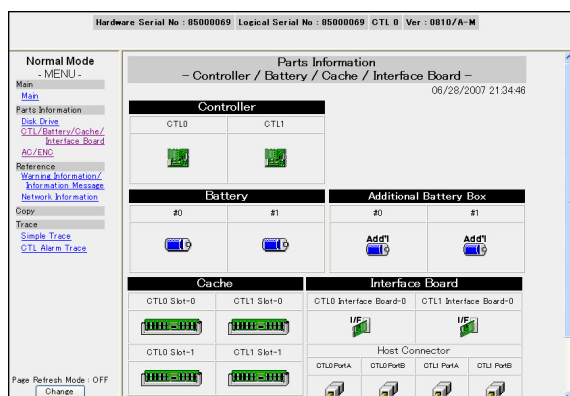 Hardware Serial No : 85000069 Logical Serial No : 85000069 CTL 0 Ver : 0810/A-M
Normal Mode
- MENU -
Main
Main
Parts Information
Disk Drive
CTL/Battery/Cache/
Interface Board
AC/ENC
Reference
Warning Information/
Information Message
Network Information
Copy
Trace
Simple Trace
CTL Alarm Trace
Page Refresh Mode : OFF
Change
Parts Information
- Controller / Battery / Cache / Interface Board -
06/28/2007 21:34:46
Controller
CTL0 CTL1
Battery Additional Battery Box
#0 #1 #0 #1
Add'l Add'l
Cache Interface Board
CTL0 Slot-0 CTL1 Slot-0 CTL0 Interface Board-0 CTL1 Interface Board-0
I/F I/F
CTL0 Slot-1 CTL1 Slot-1 Host Connector
CTL0 PortA CTL0 PortB CTL1 PortA CTL1 PortB